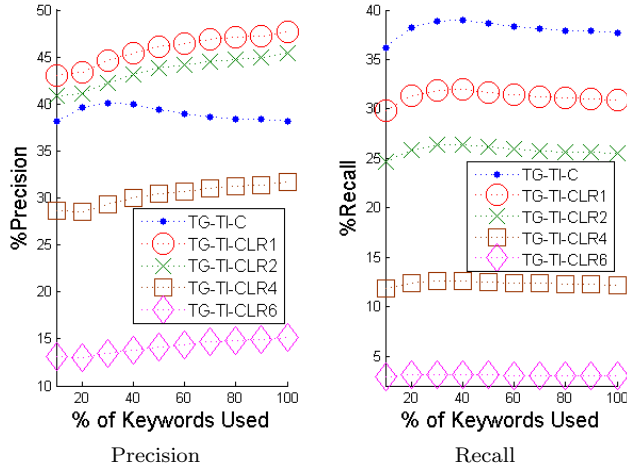 50
45
40
35
30
25
20
15
10
%Precision
TG-TI-C
TG-TI-CLR1
TG-TI-CLR2
TG-TI-CLR4
TG-TI-CLR6
20 40 60 80 100
% of Keywords Used
Precision
40
35
30
25
20
15
10
5
%Recall
TG-TI-C
TG-TI-CLR1
TG-TI-CLR2
TG-TI-CLR4
TG-TI-CLR6
20 40 60 80 100
% of Keywords Used
Recall